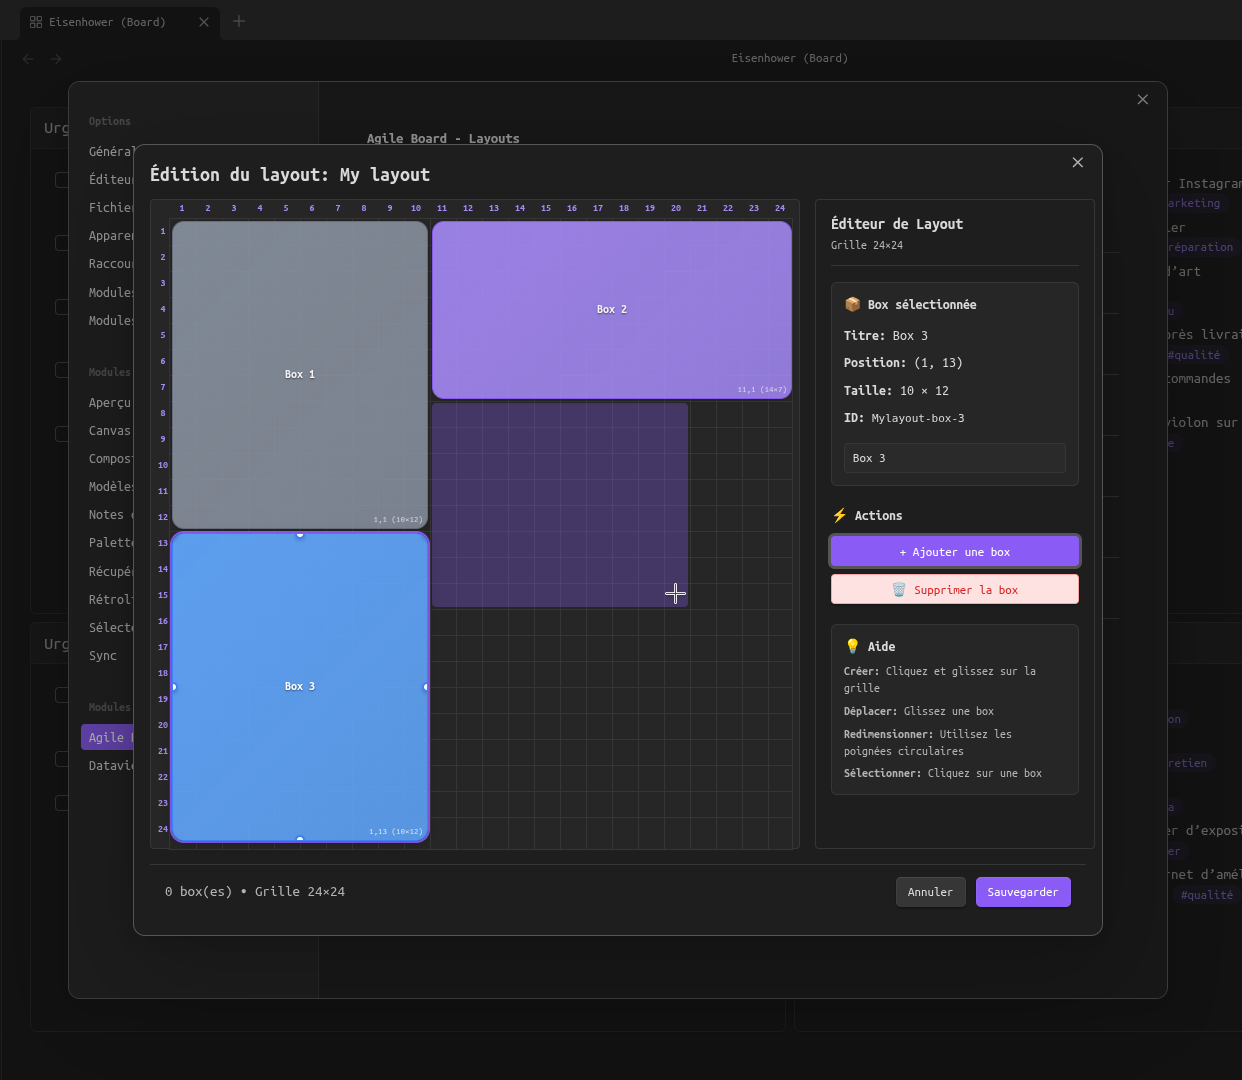 Eisenhower (Board)
Eisenhower (Board)
Options
Agile Board - Layouts
Édition du layout: My layout
1 2 3 4 5 6 7 8 9 10 11 12 13 14 15 16 17 18 19 20 21 22 23 24
1
2
3
4
5
6
7
8
9
10
11
12
13
14
15
16
17
18
19
20
21
22
23
24
Box 1
1,1 (10×12)
Box 2
11,1 (14×7)
Box 3
1,13 (10×12)
Éditeur de Layout
Grille 24×24
📦 Box sélectionnée
Titre: Box 3
Position: (1, 13)
Taille: 10 × 12
ID: Mylayout-box-3
Box 3
⚡ Actions
+ Ajouter une box
🗑️ Supprimer la box
💡 Aide
Créer: Cliquez et glissez sur la
grille
Déplacer: Glissez une box
Redimensionner: Utilisez les
poignées circulaires
Sélectionner: Cliquez sur une box
0 box(es) • Grille 24×24
Annuler
Sauvegarder
Urg
Généra
Éditeu
Fichie
Appare
Raccou
Modules
Modules
Modules
Aperçu
Canvas
Compos
Modèle
Notes
Palett
Récupé
Rétrol
Sélect
Sync
Modules
Agile
Datavi
Urg
Instagram
arketing
ler
réparation
d'art
u
près livrai
#qualité
commandes
violon sur
e
on
retien
a
er d'expos
er
rnet d'amél
#qualité